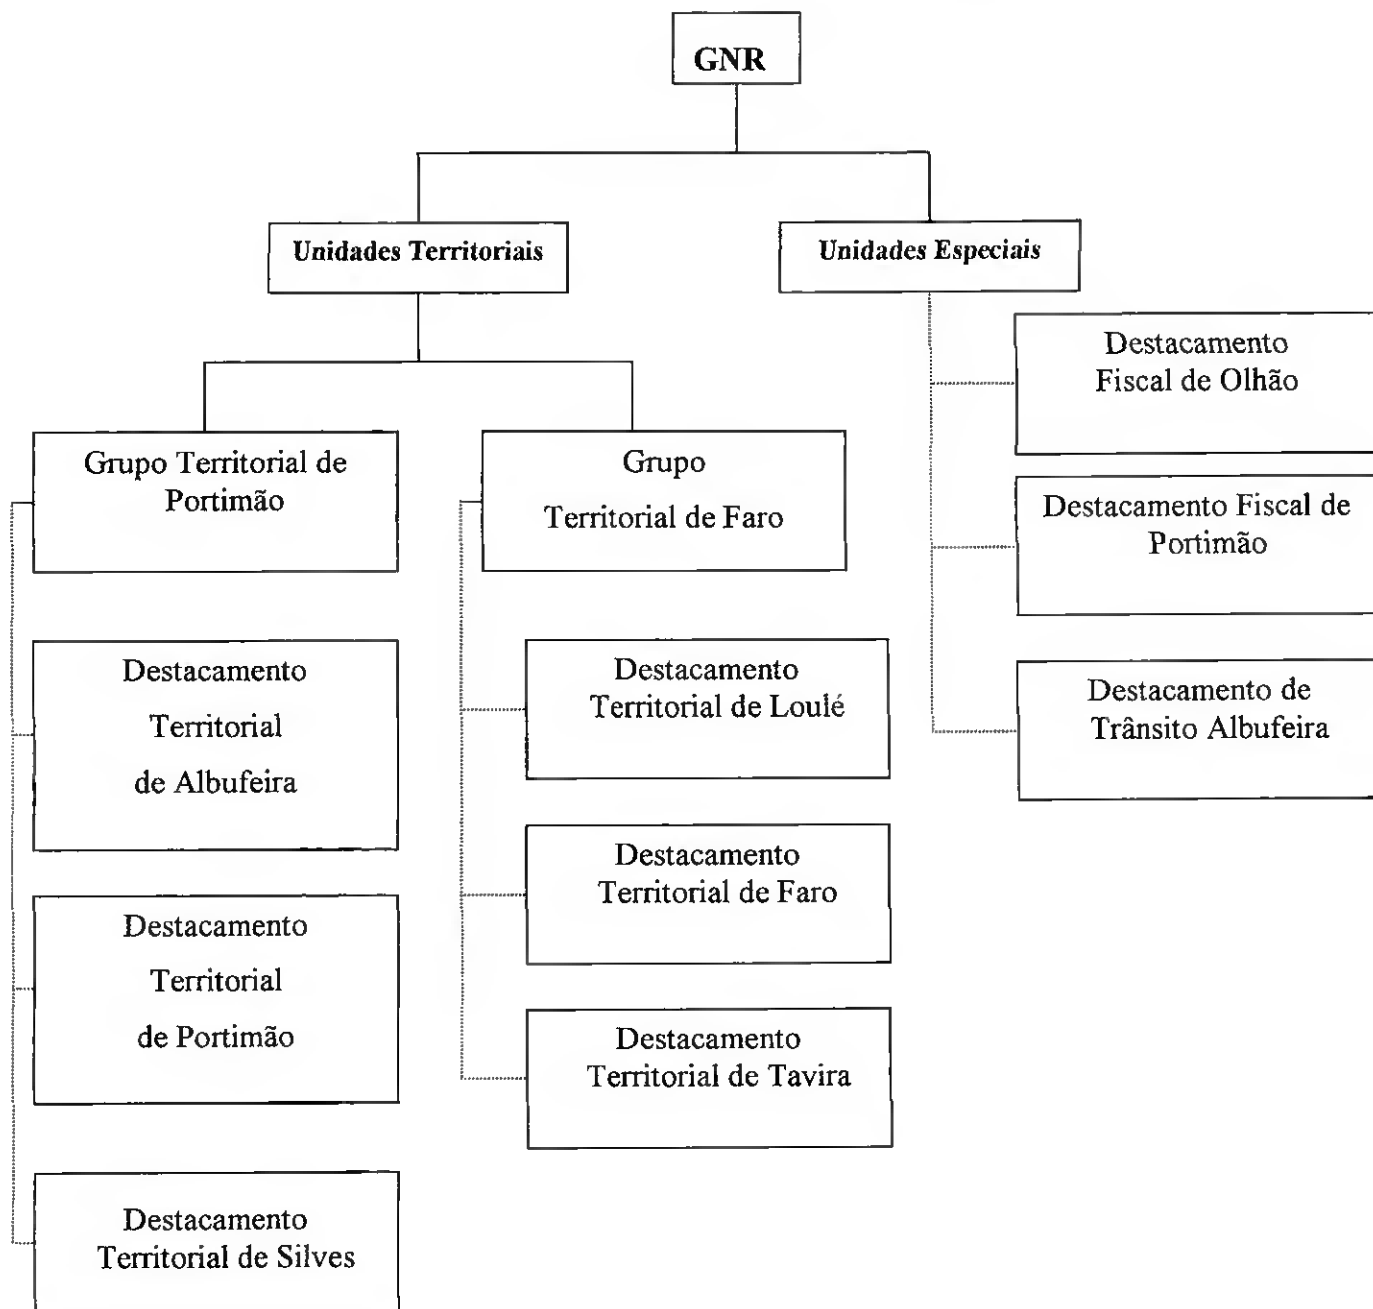 GNR
Unidades Territoriais
Unidades Especiais
Grupo Territorial de
Portimão
Destacamento
Territorial
de Albufeira
Destacamento
Territorial
de Portimão
Destacamento
Territorial de Silves
Grupo
Territorial de Faro
Destacamento
Territorial de Loulé
Destacamento
Territorial de Faro
Destacamento
Territorial de Tavira
Destacamento
Fiscal de Olhão
Destacamento Fiscal de
Portimão
Destacamento de
Trânsito Albufeira